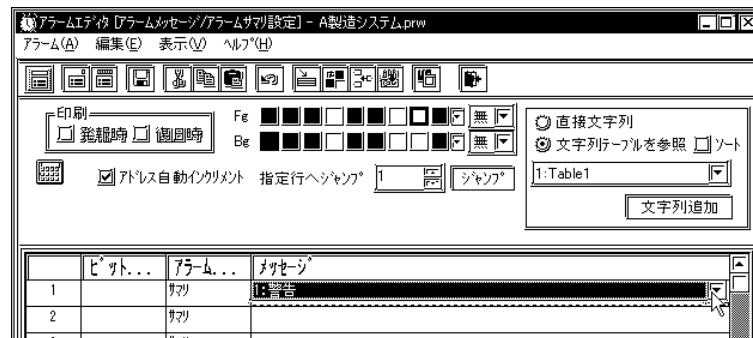 アラームエディタ [アラームメッセージ/アラームサマリ設定] - A製造システム.prw
アラーム(A) 編集(E) 表示(V) ヘルプ(H)
印刷
発報時 復旧時
Fg 無
Bg 無
直接文字列
文字列テーブルを参照 ソート
アドレス自動インクリメント 指定行へジャンプ 1 ジャンプ
1:Table1
文字列追加
ビット... アラーム... メッセージ
1 サマリ 1:警告
2 サマリ